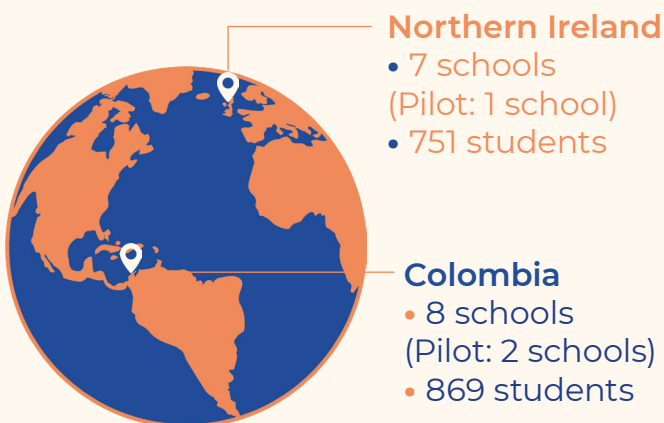 Northern Ireland
• 7 schools
(Pilot: 1 school)
• 751 students
Colombia
• 8 schools
(Pilot: 2 schools)
• 869 students